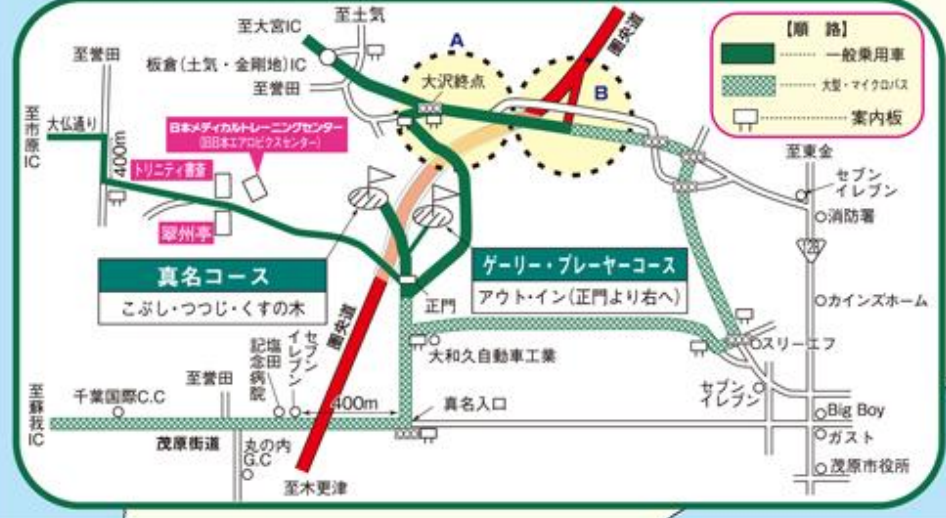 至大宮IC
至土気
至誉田
板倉(土気・金剛地)IC
至誉田
A
大沢終点
B
圏央道
【順 路】
一般乗用車
大型・マイクロバス
案内板
至市原IC
大仏通り
400m
日本メディカルトレーニングセンター
(旧日本エアロビクスセンター)
トリニティ書斎
翠州亭
至東金
セブン
イレブン
消防署
128
カインズホーム
真名コース
こぶし・つつじ・くすの木
ゲーリー・プレーヤーコース
アウト・イン(正門より右へ)
正門
圏央道
大和久自動車工業
スリーエフ
セブン
イレブン
塩田
記念病院
セブン
イレブン
至誉田
400m
真名入口
至蘇我IC
千葉国際C.C
茂原街道
丸の内
G.C
至木更津
Big Boy
ガスト
茂原市役所